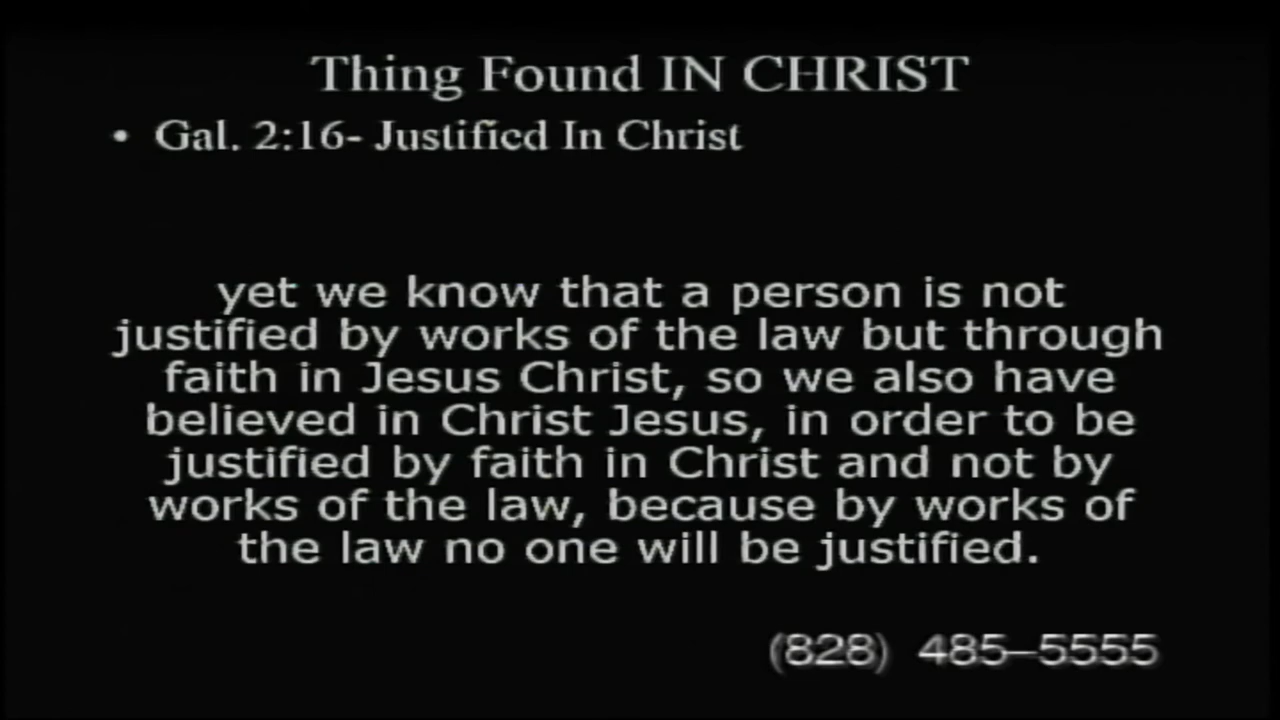 Thing Found IN CHRIST
• Gal. 2:16- Justified In Christ
yet we know that a person is not
justified by works of the law but through
faith in Jesus Christ, so we also have
believed in Christ Jesus, in order to be
justified by faith in Christ and not by
works of the law, because by works of
the law no one will be justified.
(828) 485–5555